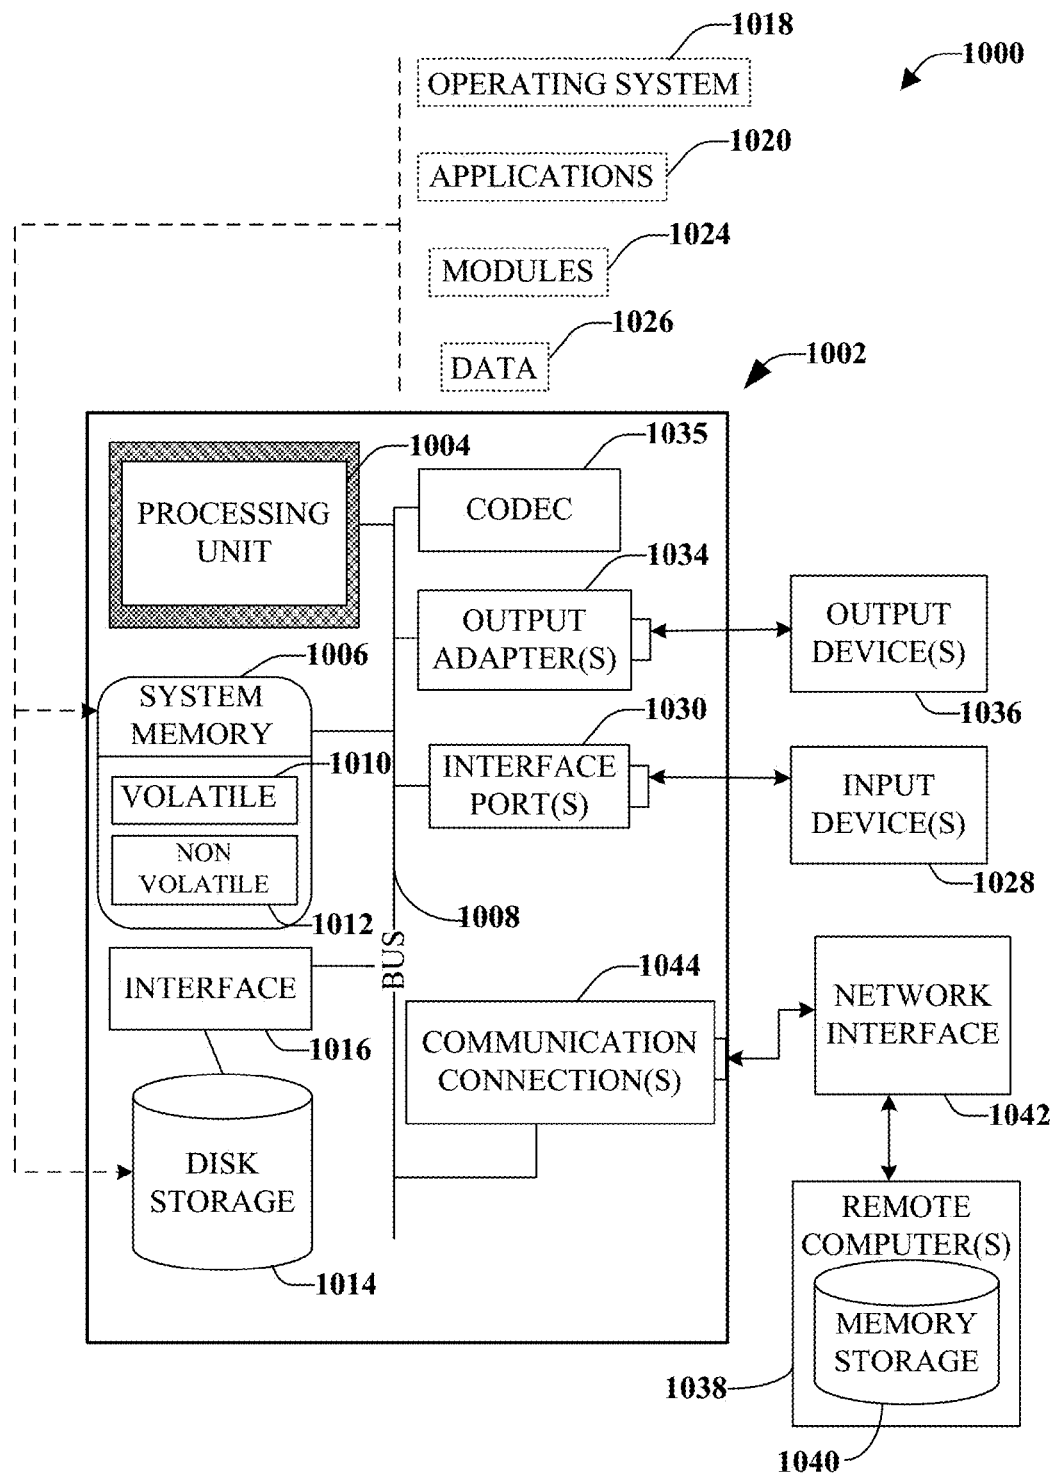 1018
OPERATING SYSTEM
1000
1020
APPLICATIONS
1024
MODULES
1026
DATA
1002
1004
PROCESSING
UNIT
1035
CODEC
1034
OUTPUT
ADAPTER(S)
OUTPUT
DEVICE(S)
1036
1006
SYSTEM
MEMORY
1010
VOLATILE
NON
VOLATILE
1012
1030
INTERFACE
PORT(S)
INPUT
DEVICE(S)
1028
1008
BUS
INTERFACE
1016
1044
COMMUNICATION
CONNECTION(S)
NETWORK
INTERFACE
1042
DISK
STORAGE
1014
REMOTE
COMPUTER(S)
MEMORY
STORAGE
1038
1040